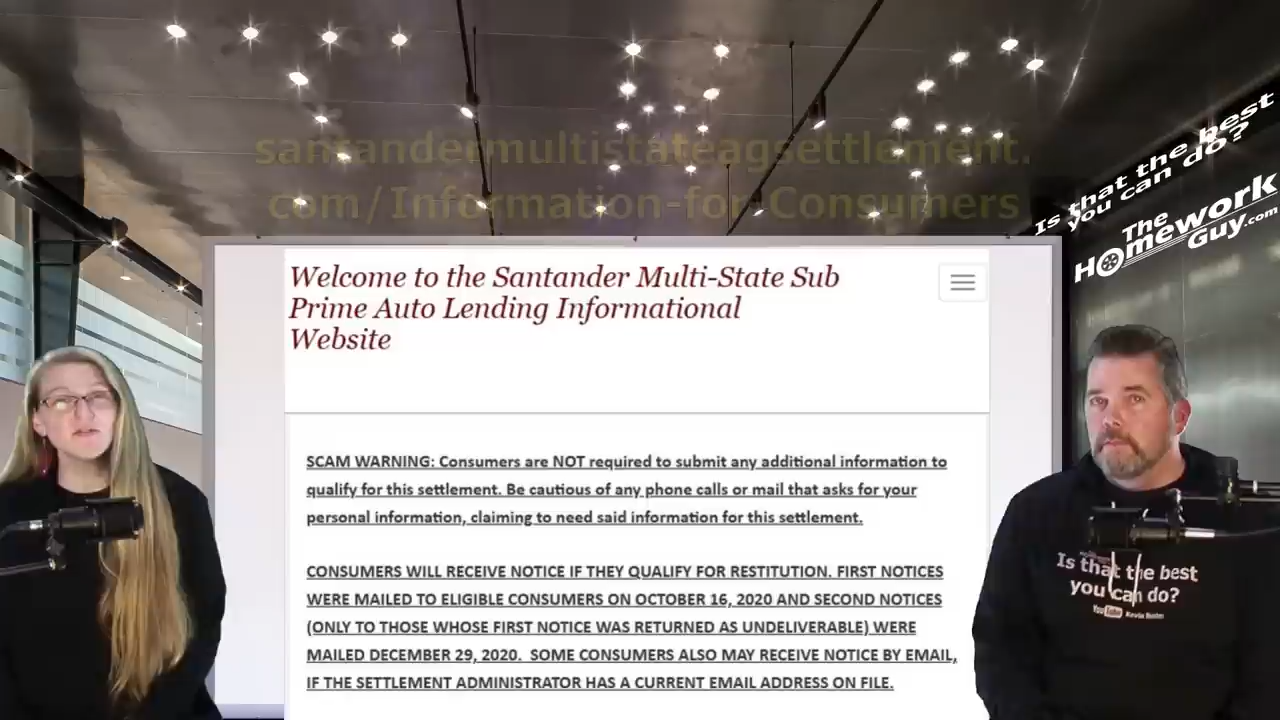 santandermultistateagsettlement.
com/Information-for-Consumers
Is that the best
you can do?
The
Homework
Guy.com
Welcome to the Santander Multi-State Sub
Prime Auto Lending Informational
Website
SCAM WARNING: Consumers are NOT required to submit any additional information to
qualify for this settlement. Be cautious of any phone calls or mail that asks for your
personal information, claiming to need said information for this settlement.
CONSUMERS WILL RECEIVE NOTICE IF THEY QUALIFY FOR RESTITUTION. FIRST NOTICES
WERE MAILED TO ELIGIBLE CONSUMERS ON OCTOBER 16, 2020 AND SECOND NOTICES
(ONLY TO THOSE WHOSE FIRST NOTICE WAS RETURNED AS UNDELIVERABLE) WERE
MAILED DECEMBER 29, 2020. SOME CONSUMERS ALSO MAY RECEIVE NOTICE BY EMAIL,
IF THE SETTLEMENT ADMINISTRATOR HAS A CURRENT EMAIL ADDRESS ON FILE.
Is that the best
you can do?
YouTube